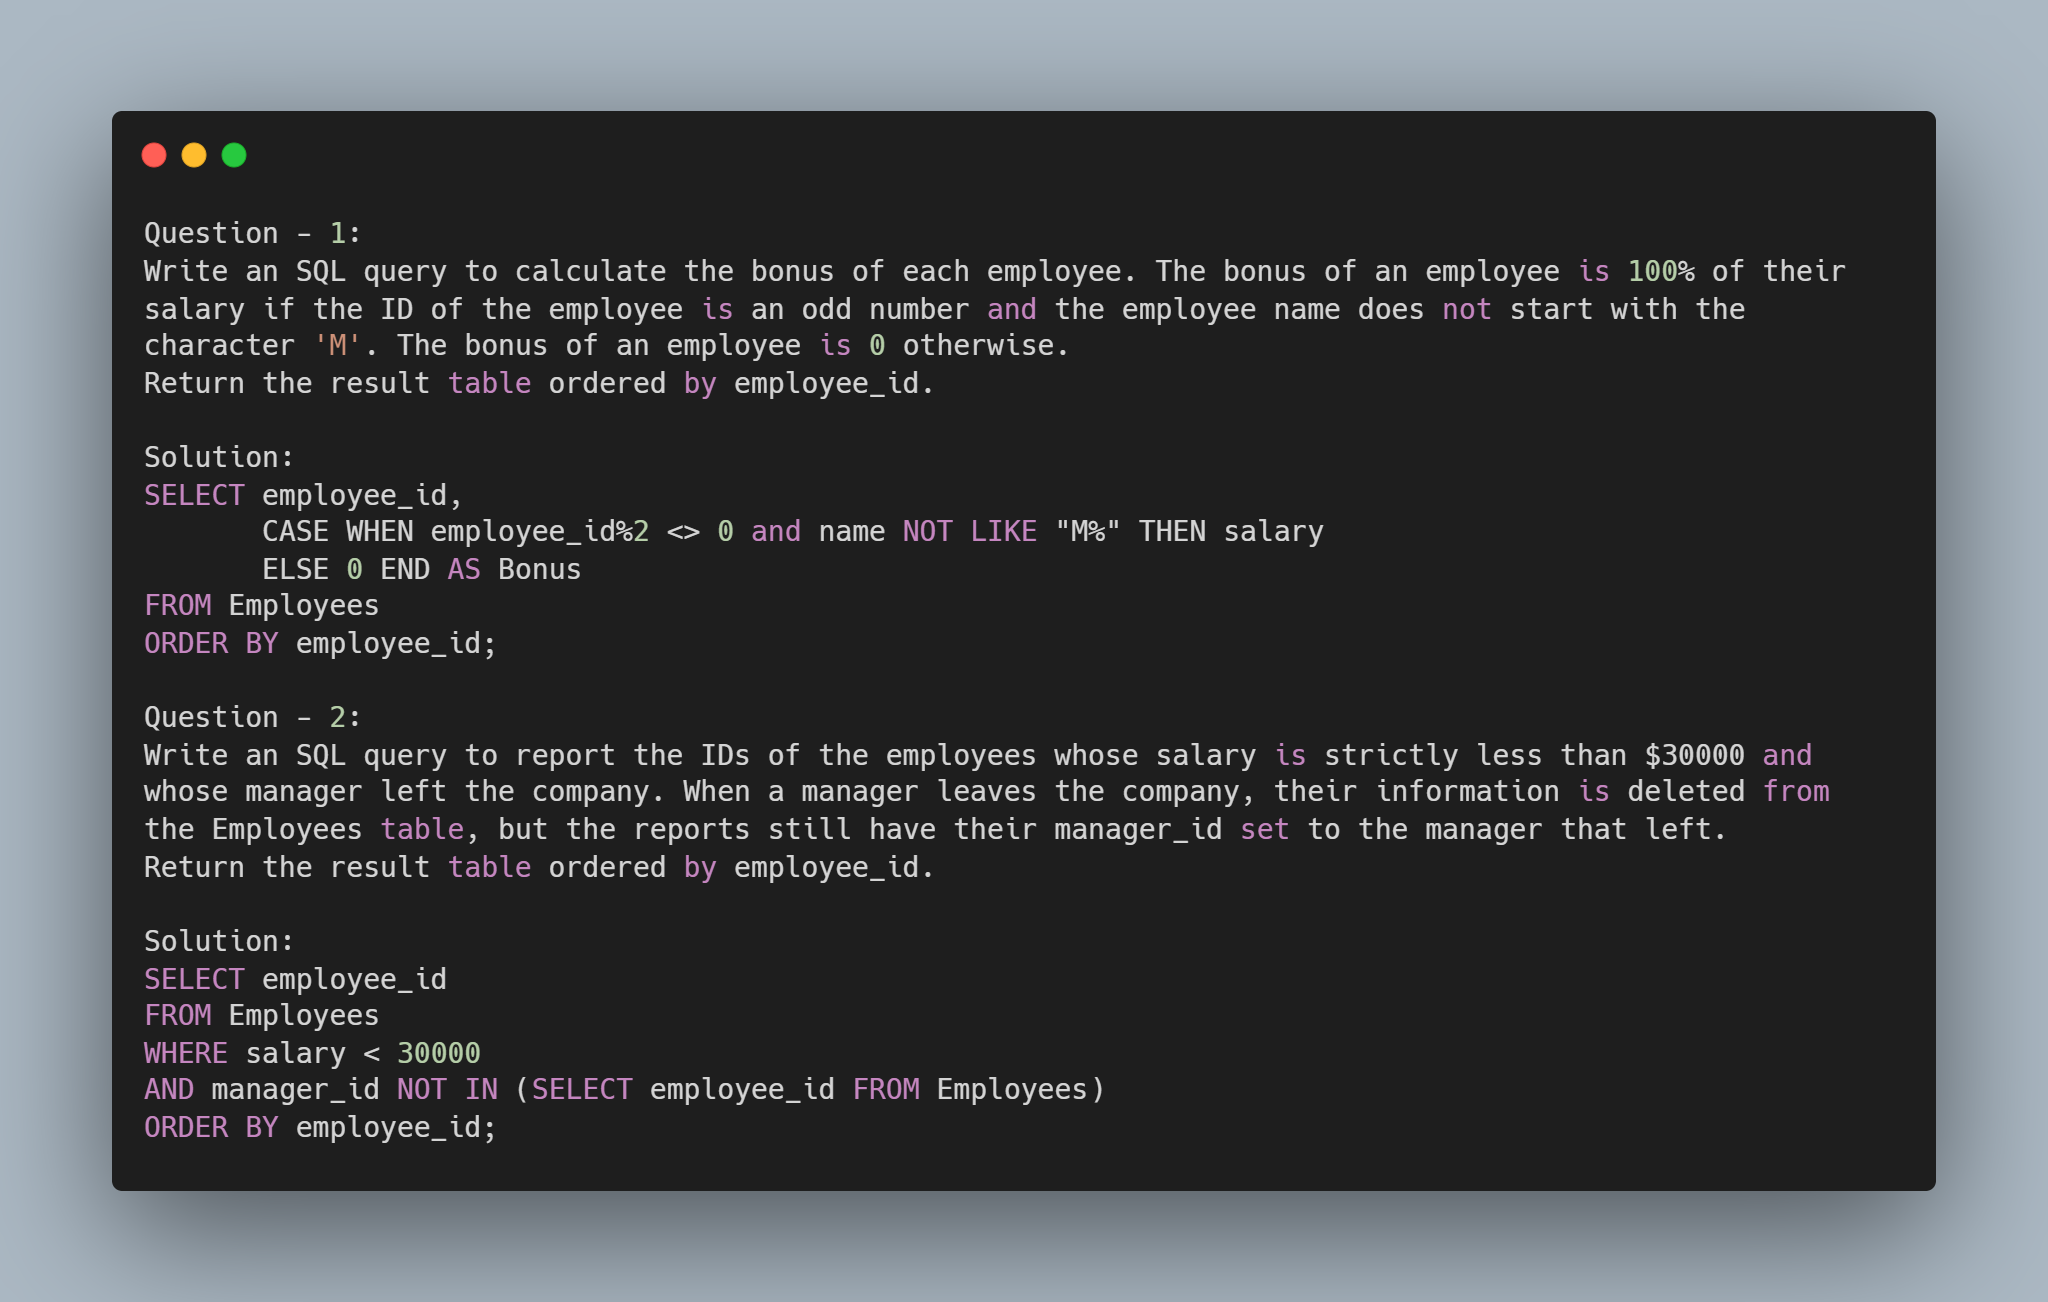 Question - 1:
Write an SQL query to calculate the bonus of each employee. The bonus of an employee is 100% of their
salary if the ID of the employee is an odd number and the employee name does not start with the
character 'M'. The bonus of an employee is 0 otherwise.
Return the result table ordered by employee_id.

Solution:
SELECT employee_id,
       CASE WHEN employee_id%2 <> 0 and name NOT LIKE "M%" THEN salary
       ELSE 0 END AS Bonus
FROM Employees
ORDER BY employee_id;

Question - 2:
Write an SQL query to report the IDs of the employees whose salary is strictly less than $30000 and
whose manager left the company. When a manager leaves the company, their information is deleted from
the Employees table, but the reports still have their manager_id set to the manager that left.
Return the result table ordered by employee_id.

Solution:
SELECT employee_id
FROM Employees
WHERE salary < 30000
AND manager_id NOT IN (SELECT employee_id FROM Employees)
ORDER BY employee_id;